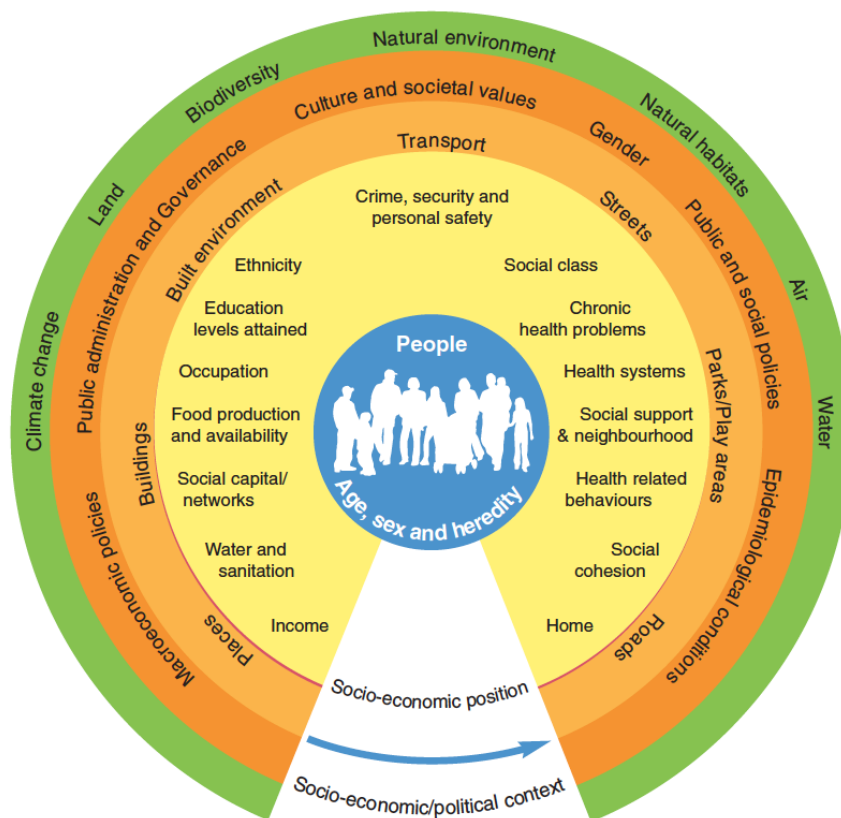 Natural environment
Biodiversity
Natural habitats
Land
Air
Climate change
Water
Culture and societal values
Gender
Public administration and Governance
Public and social policies
Macroeconomic policies
Epidemiological conditions
Transport
Built environment
Streets
Buildings
Parks/Play areas
Places
Roads
Crime, security and
personal safety
Ethnicity
Social class
Education
levels attained
Chronic
health problems
Occupation
Health systems
Food production
and availability
Social support
& neighbourhood
Social capital/
networks
Health related
behaviours
Water and
sanitation
Social
cohesion
Income
Home
People
Age, sex and heredity
Socio-economic position
Socio-economic/political context